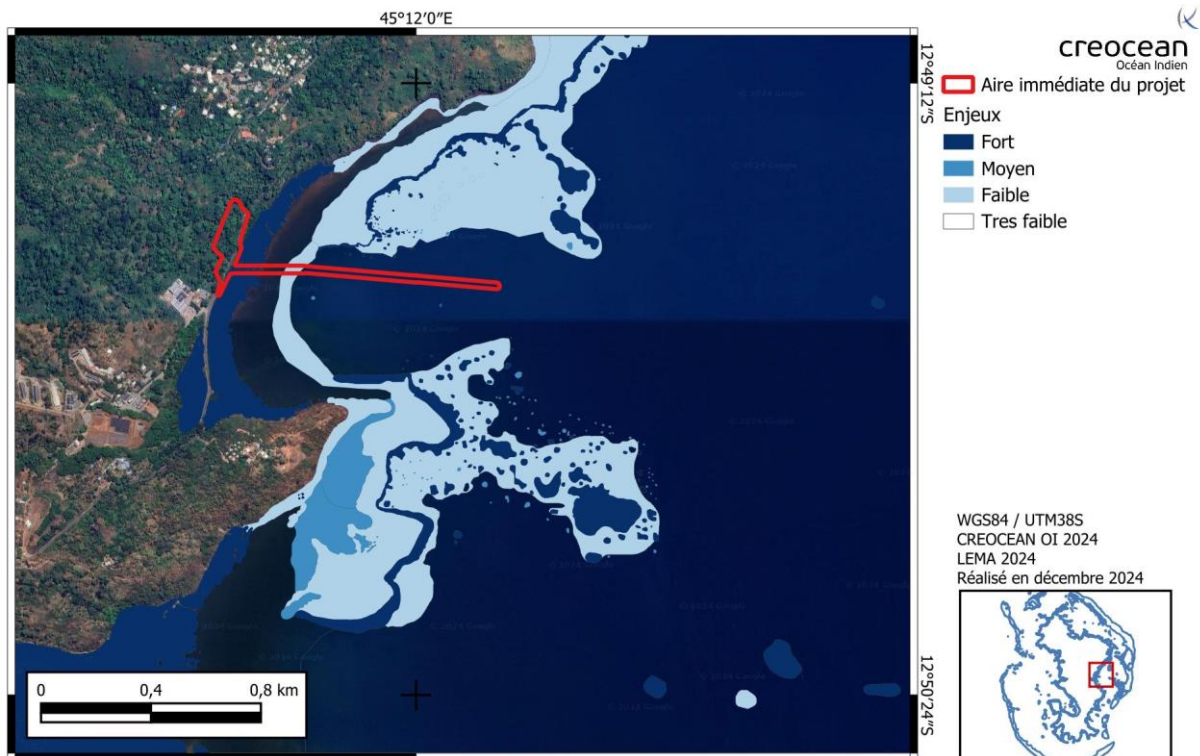 45°12'0"E
creocean
Océan Indien
12°49'12"S
Aire immédiate du projet
Enjeux
Fort
Moyen
Faible
Tres faible
WGS84 / UTM38S
CREOCEAN OI 2024
LEMA 2024
Réalisé en décembre 2024
0 0,4 0,8 km
12°50'24"S